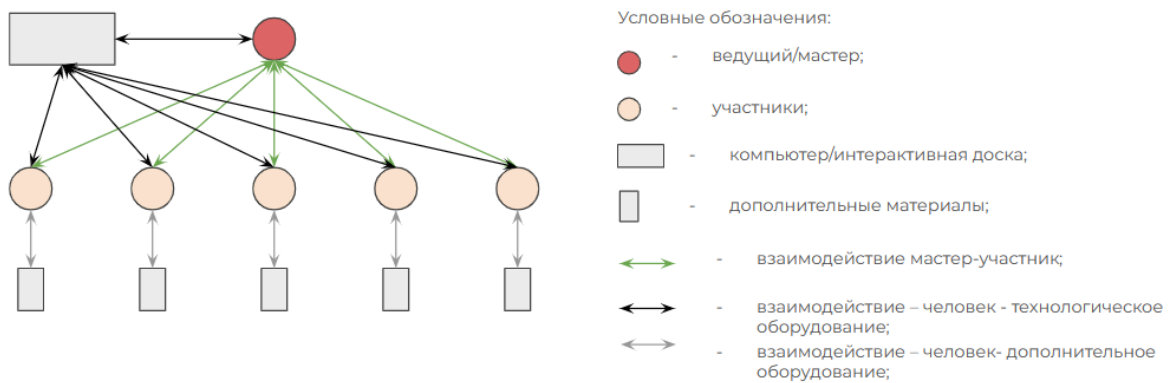 Условные обозначения:
- ведущий/мастер;
- участники;
- компьютер/интерактивная доска;
- дополнительные материалы;
- взаимодействие мастер-участник;
- взаимодействие – человек - технологическое
оборудование;
- взаимодействие – человек- дополнительное
оборудование;